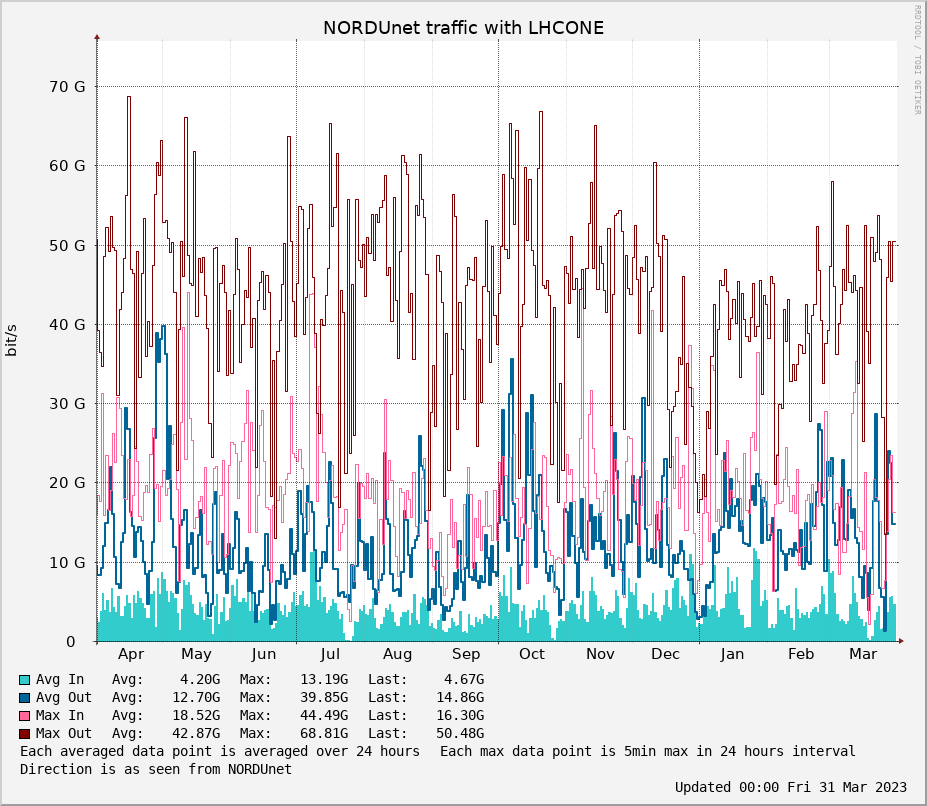 NORDUnet traffic with LHCONE
RRDTOOL / TOBI OETIKER
bit/s
70 G
60 G
50 G
40 G
30 G
20 G
10 G
0
Apr May Jun Jul Aug Sep Oct Nov Dec Jan Feb Mar
Avg In Avg: 4.20G Max: 13.19G Last: 4.67G
Avg Out Avg: 12.70G Max: 39.85G Last: 14.86G
Max In Avg: 18.52G Max: 44.49G Last: 16.30G
Max Out Avg: 42.87G Max: 68.81G Last: 50.48G
Each averaged data point is averaged over 24 hours Each max data point is 5min max in 24 hours interval
Direction is as seen from NORDUnet
Updated 00:00 Fri 31 Mar 2023